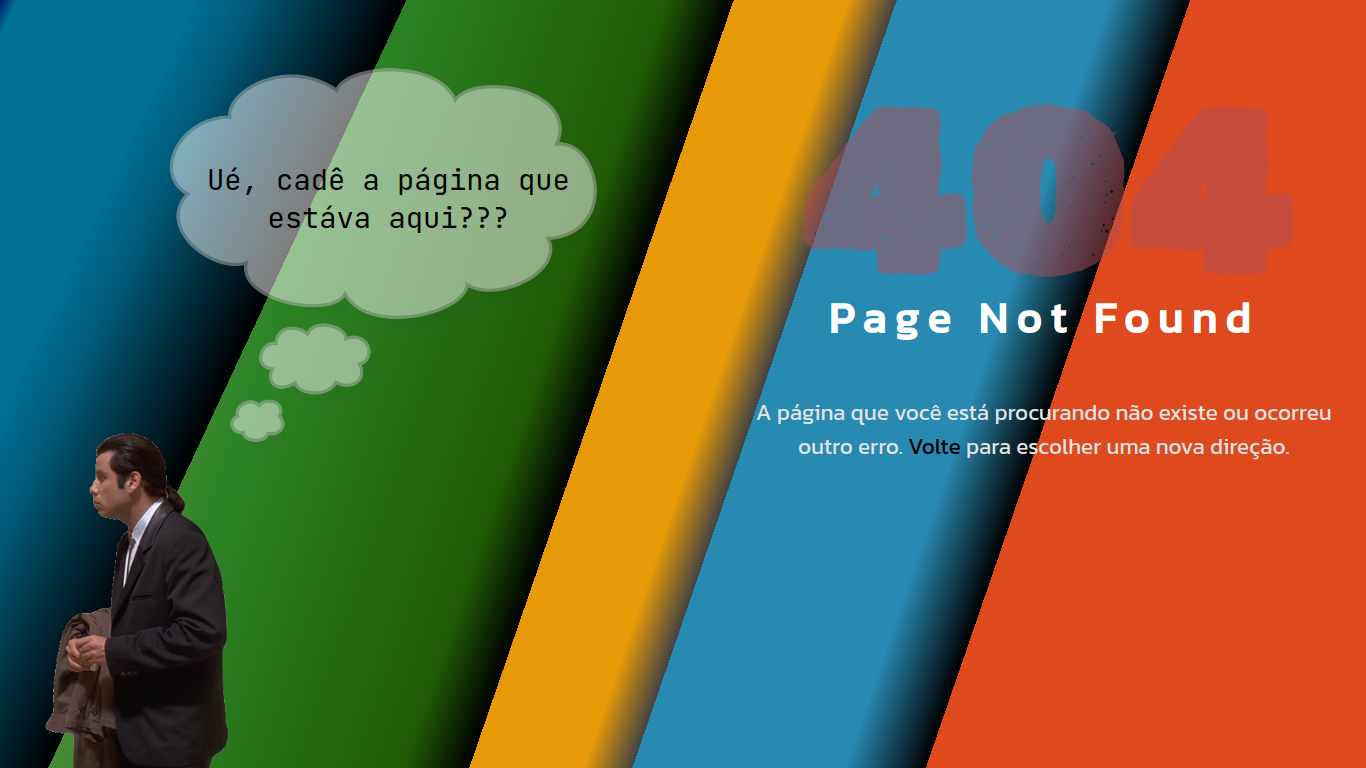 Ué, cadê a página que
estáva aqui???
404
Page Not Found
A página que você está procurando não existe ou ocorreu
outro erro. Volte para escolher uma nova direção.